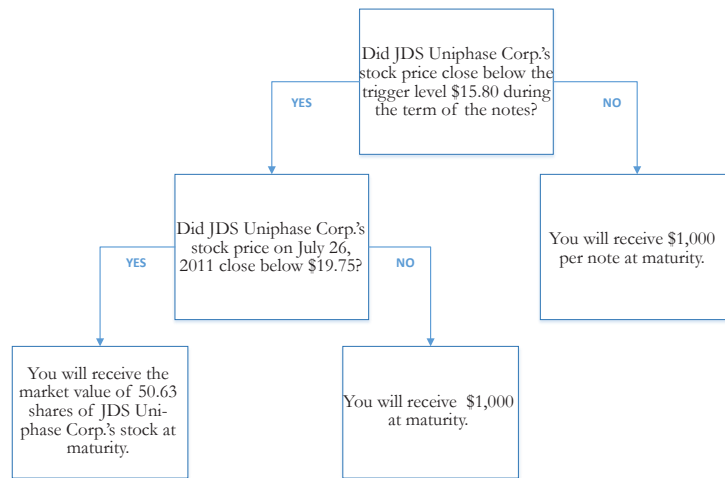 Did JDS Uniphase Corp.'s
stock price close below the
trigger level $15.80 during
the term of the notes?
YES
NO
Did JDS Uniphase Corp.'s
stock price on July 26,
2011 close below $19.75?
You will receive $1,000
per note at maturity.
YES
NO
You will receive the
market value of 50.63
shares of JDS Uni-
phase Corp.'s stock at
maturity.
You will receive $1,000
at maturity.